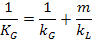 1/K_G = 1/k_G + m/k_L